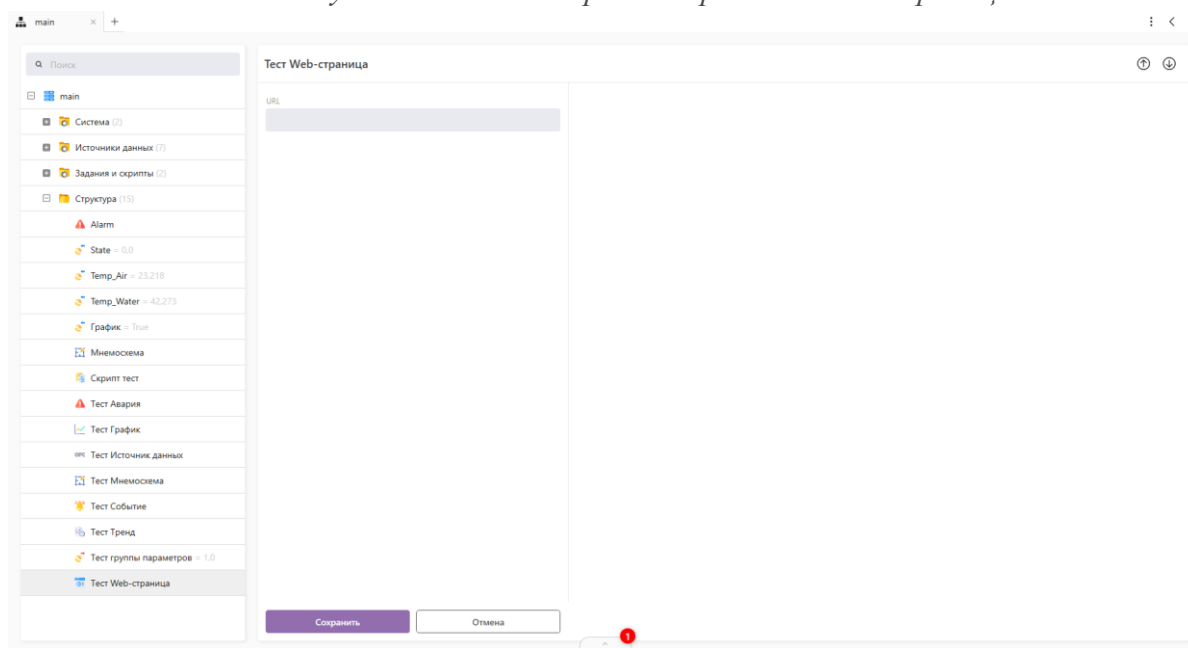 main × +
Поиск
main
Система (2)
Источники данных (7)
Задания и скрипты (2)
Структура (15)
Alarm
State = 0,0
Temp_Air = 23,218
Temp_Water = 42,273
График = True
Мнемосхема
Скрипт тест
Тест Авария
Тест График
OPC Тест Источник данных
Тест Мнемосхема
Тест Событие
Тест Тренд
Тест группы параметров = 1,0
Тест Web-страница
Тест Web-страница
URL
Сохранить
Отмена
1